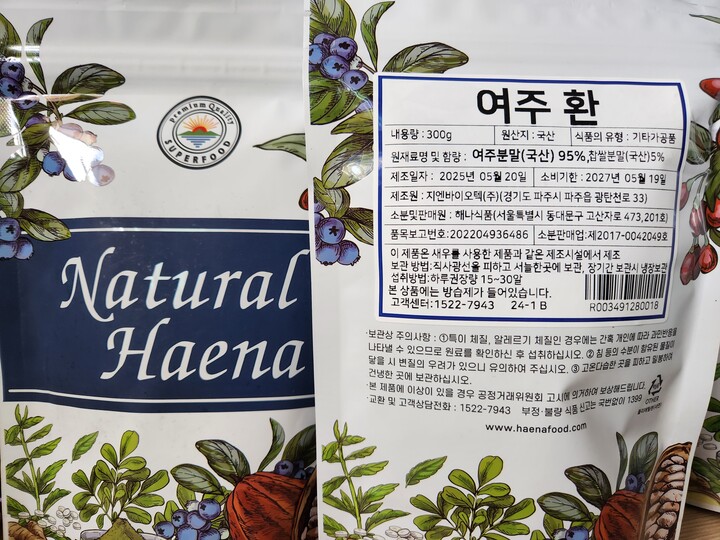 Premium Quality
SUPERFOOD
Natural
Haena
여주 환
내용량 : 300g 원산지 : 국산 식품의 유형 : 기타가공품
원재료명 및 함량 : 여주분말(국산) 95%,찹쌀분말(국산)5%
제조일자 : 2025년 05월 20일 소비기한 : 2027년 05월 19일
제조원 : 지엔바이오텍(주)(경기도 파주시 파주읍 광탄천로 33)
소분및판매원 : 해나식품(서울특별시 동대문구 고산자로 473,201호)
품목보고번호:202204936486 소분판매업:제2017-0042049호
이 제품은 새우를 사용한 제품과 같은 제조시설에서 제조
보관 방법:직사광선을 피하고 서늘한곳에 보관, 장기간 보관시 냉장보관
섭취방법:하루권장량 15~30알
본 상품에는 방습제가 들어있습니다.
고객센터:1522-7943 24-1 B
R003491280018
·보관상 주의사항 : ①특이 체질, 알레르기 체질인 경우에는 간혹 개인에 따라 과민반응을
나타낼 수 있으므로 원료를 확인하신 후 섭취하십시오. ② 침 등의 수분이 함유된 물질이
닿을 시 변질의 우려가 있으니 유의하여 주십시오. ③ 고온다습한 곳을 피하고 밀봉하여
건냉한 곳에 보관하십시오.
·본 제품에 이상이 있을 경우 공정거래위원회 고시에 의거하여 보상해드립니다.
·교환 및 고객상담전화 : 1522-7943 부정·불량 식품 신고는 국번없이 1399
OTHER
www.haenafood.com